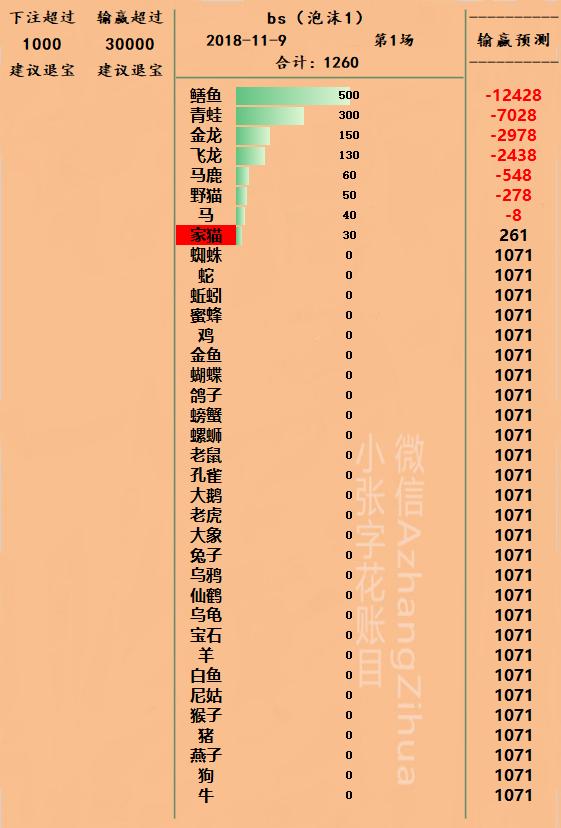 下注超过 输赢超过 bs（泡沫1） ----------
1000 30000 2018-11-9 第1场 输赢预测
建议退宝 建议退宝 合计：1260 ----------
鳝鱼 500 -12428
青蛙 300 -7028
金龙 150 -2978
飞龙 130 -2438
马鹿 60 -548
野猫 50 -278
马 40 -8
家猫 30 261
蜘蛛 0 1071
蛇 0 1071
蚯蚓 0 1071
蜜蜂 0 1071
鸡 0 1071
金鱼 0 1071
蝴蝶 0 1071
鸽子 0 1071
螃蟹 0 1071
螺蛳 0 1071
老鼠 0 1071
孔雀 0 1071
大鹅 0 1071
老虎 0 1071
大象 0 1071
兔子 0 1071
乌鸦 0 1071
仙鹤 0 1071
乌龟 0 1071
宝石 0 1071
羊 0 1071
白鱼 0 1071
尼姑 0 1071
猴子 0 1071
猪 0 1071
燕子 0 1071
狗 0 1071
牛 0 1071
微信AzhangZihua
小张字花账目